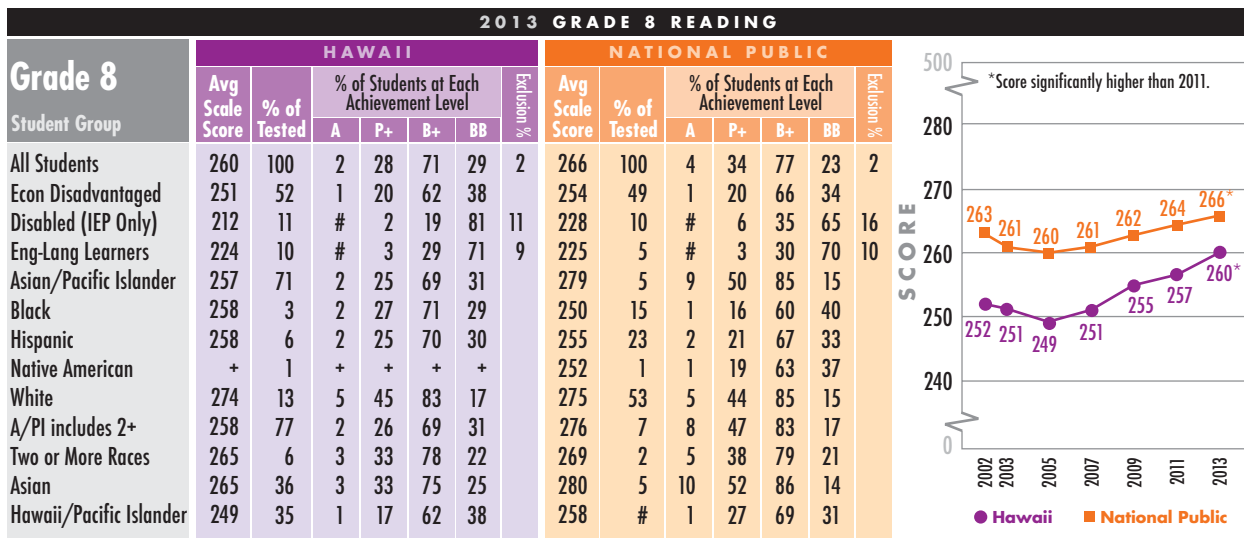 2013 GRADE 8 READING
Grade 8
Student Group
HAWAII
Avg Scale Score
% of Tested
% of Students at Each Achievement Level
A P+ B+ BB
Exclusion %
NATIONAL PUBLIC
Avg Scale Score
% of Tested
% of Students at Each Achievement Level
A P+ B+ BB
Exclusion %
All Students 260 100 2 28 71 29 2 266 100 4 34 77 23 2
Econ Disadvantaged 251 52 1 20 62 38 254 49 1 20 66 34
Disabled (IEP Only) 212 11 # 2 19 81 11 228 10 # 6 35 65 16
Eng-Lang Learners 224 10 # 3 29 71 9 225 5 # 3 30 70 10
Asian/Pacific Islander 257 71 2 25 69 31 279 5 9 50 85 15
Black 258 3 2 27 71 29 250 15 1 16 60 40
Hispanic 258 6 2 25 70 30 255 23 2 21 67 33
Native American + 1 + + + + 252 1 1 19 63 37
White 274 13 5 45 83 17 275 53 5 44 85 15
A/PI includes 2+ 258 77 2 26 69 31 276 7 8 47 83 17
Two or More Races 265 6 3 33 78 22 269 2 5 38 79 21
Asian 265 36 3 33 75 25 280 5 10 52 86 14
Hawaii/Pacific Islander 249 35 1 17 62 38 258 # 1 27 69 31
*Score significantly higher than 2011.
SCORE
500
280
270
260
250
240
0
263 261 260 261 262 264 266*
252 251 249 251 255 257 260*
2002 2003 2005 2007 2009 2011 2013
Hawaii National Public